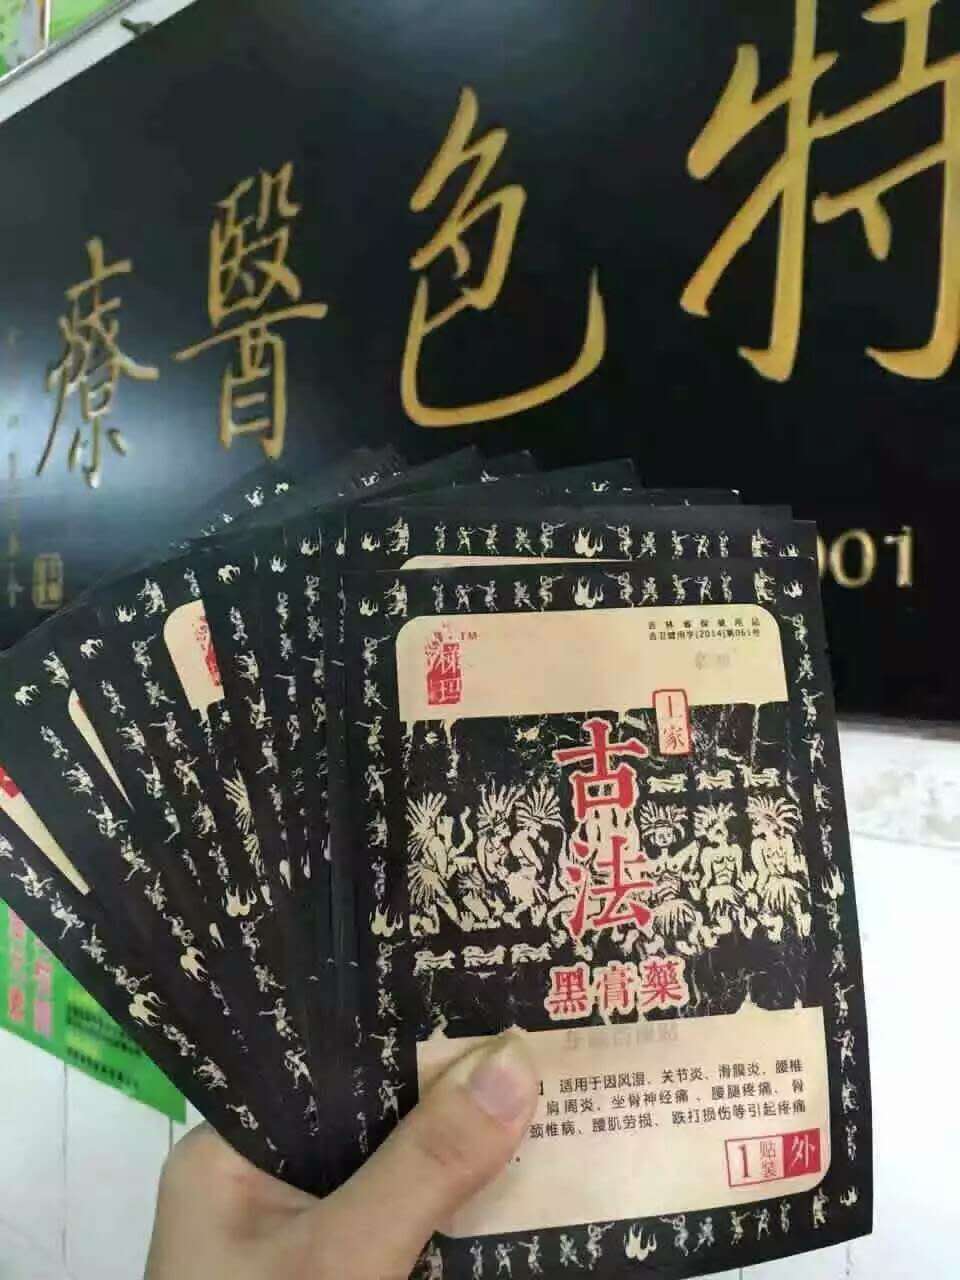 特色醫療
001
TM
吉林省保健用品
吉卫健用字[2014]第061号
土家
古法
黑膏藥
适用于因风湿、关节炎、滑膜炎、腰椎
肩周炎、坐骨神经痛、腰腿疼痛、骨
颈椎病、腰肌劳损、跌打损伤等引起疼痛
1贴装
外